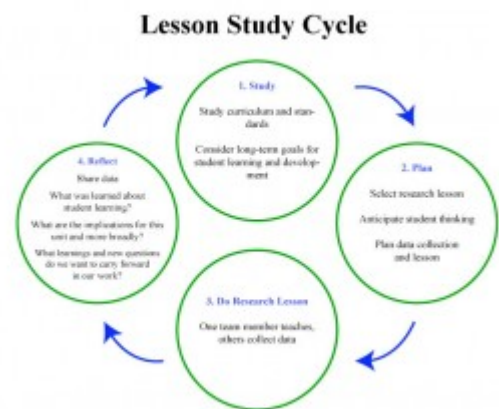 Lesson Study Cycle
1. Study
Study curriculum and stan-
dards
Consider long-term goals for
student learning and develop-
ment
2. Plan
Select research lesson
Anticipate student thinking
Plan data collection
and lesson
3. Do Research Lesson
One team member teaches,
others collect data
4. Reflect
Share data
What was learned about
student learning?
What are the implications for this
unit and more broadly?
What learnings and new questions
do we want to carry forward
in our work?